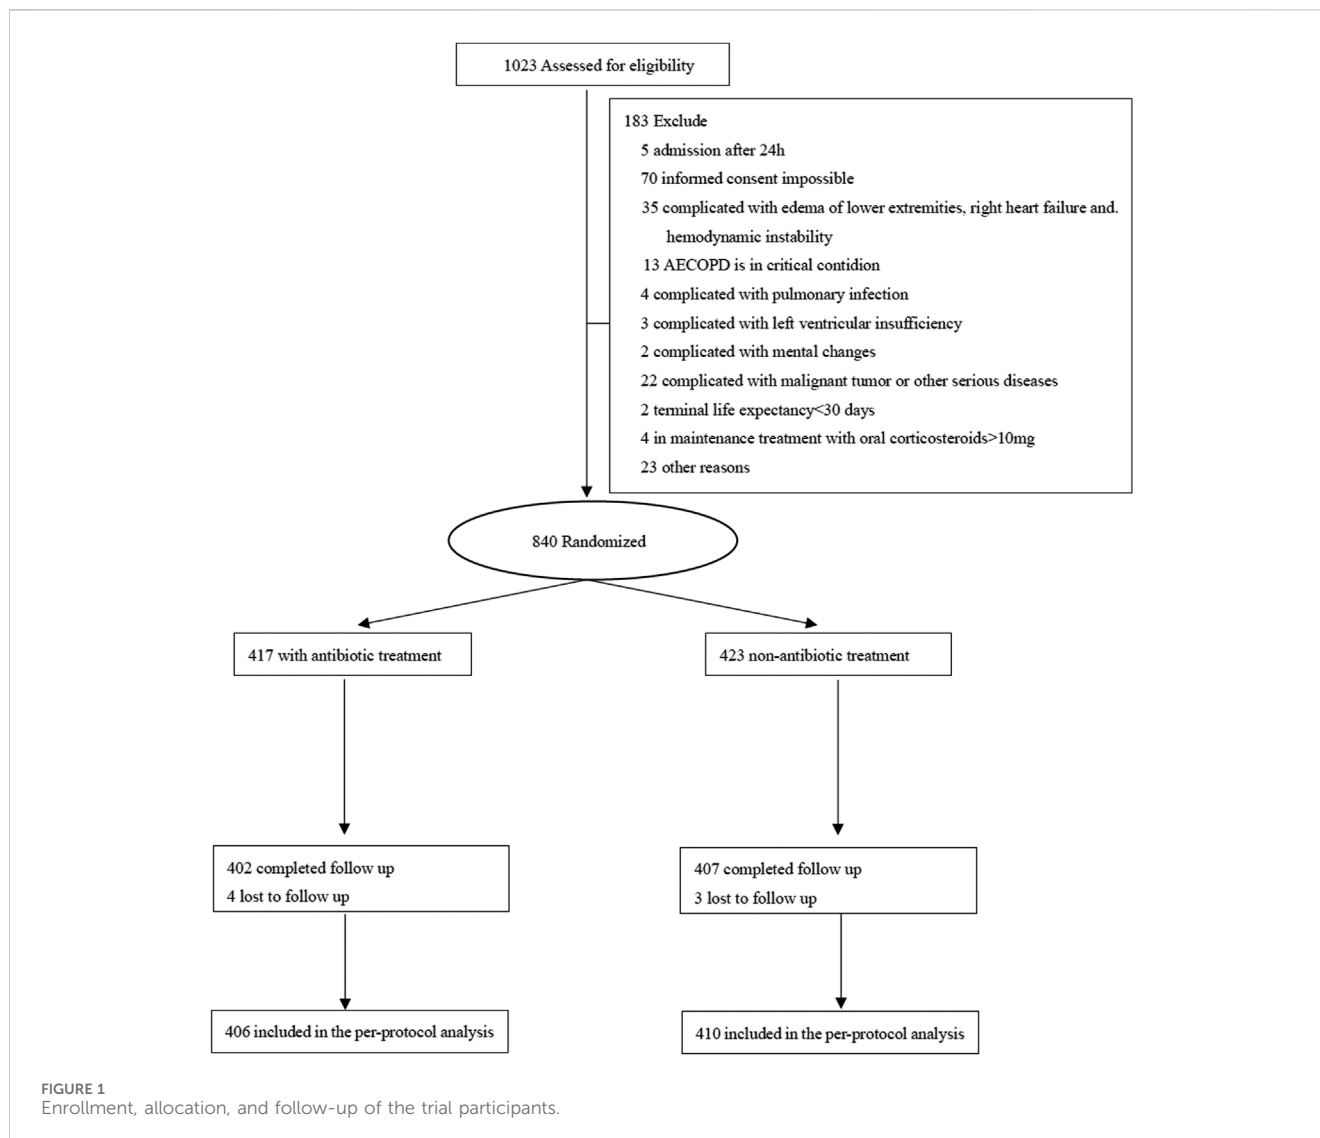 1023 Assessed for eligibility
183 Exclude
5 admission after 24h
70 informed consent impossible
35 complicated with edema of lower extremities, right heart failure and.
hemodynamic instability
13 AECOPD is in critical contidion
4 complicated with pulmonary infection
3 complicated with left ventricular insufficiency
2 complicated with mental changes
22 complicated with malignant tumor or other serious diseases
2 terminal life expectancy<30 days
4 in maintenance treatment with oral corticosteroids>10mg
23 other reasons
840 Randomized
417 with antibiotic treatment
423 non-antibiotic treatment
402 completed follow up
4 lost to follow up
407 completed follow up
3 lost to follow up
406 included in the per-protocol analysis
410 included in the per-protocol analysis
FIGURE 1
Enrollment, allocation, and follow-up of the trial participants.